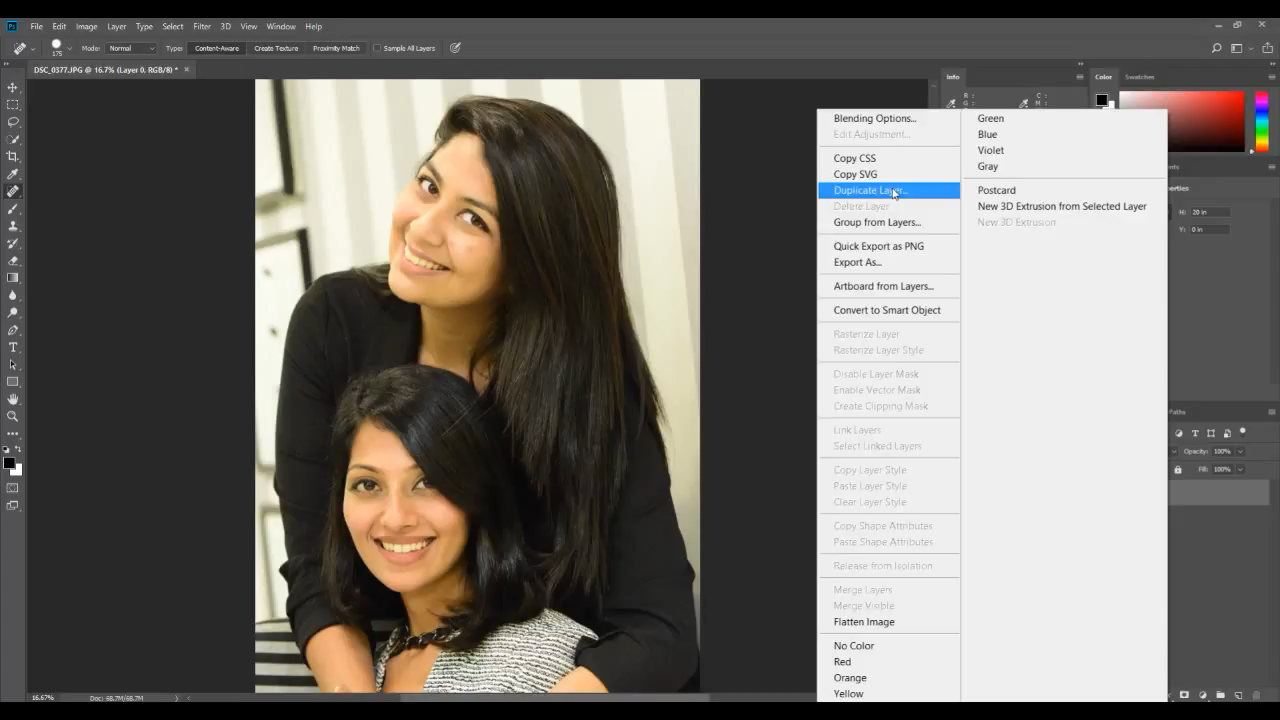 File Edit Image Layer Type Select Filter 3D View Window Help
175 Mode: Normal Type: Content-Aware Create Texture Proximity Match Sample All Layers
DSC_0377.JPG @ 16.7% (Layer 0, RGB/8) *
Info
R:
G:
C:
M:
Color Swatches
Blending Options...
Edit Adjustment...
Copy CSS
Copy SVG
Duplicate Layer...
Delete Layer
Group from Layers...
Quick Export as PNG
Export As...
Artboard from Layers...
Convert to Smart Object
Rasterize Layer
Rasterize Layer Style
Disable Layer Mask
Enable Vector Mask
Create Clipping Mask
Link Layers
Select Linked Layers
Copy Layer Style
Paste Layer Style
Clear Layer Style
Copy Shape Attributes
Paste Shape Attributes
Release from Isolation
Merge Layers
Merge Visible
Flatten Image
No Color
Red
Orange
Yellow
Green
Blue
Violet
Gray
Postcard
New 3D Extrusion from Selected Layer
New 3D Extrusion
H: 20 in
Y: 0 in
Paths
Opacity: 100%
Fill: 100%
16.67% Doc: 68.7M/68.7M